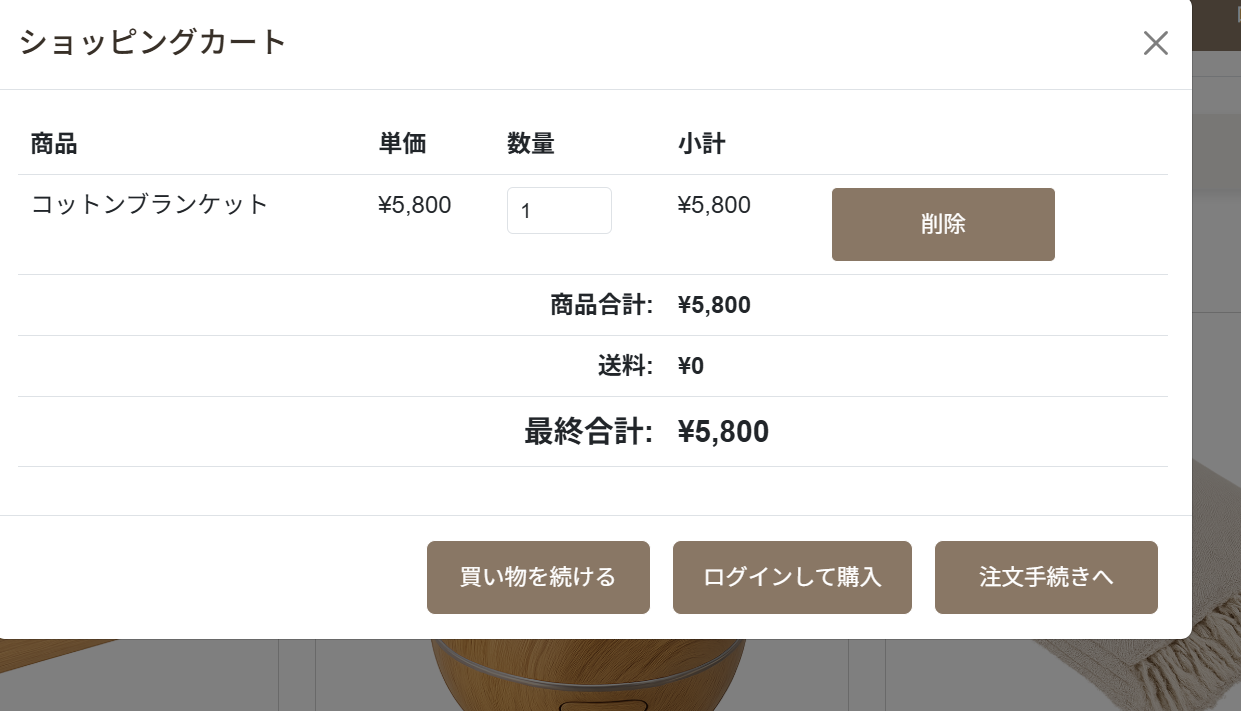 ショッピングカート
商品 単価 数量 小計
コットンブランケット ¥5,800 1 ¥5,800 削除
商品合計: ¥5,800
送料: ¥0
最終合計: ¥5,800
買い物を続ける ログインして購入 注文手続きへ